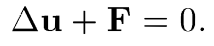 Δ𝐮 + 𝐅 = 0.